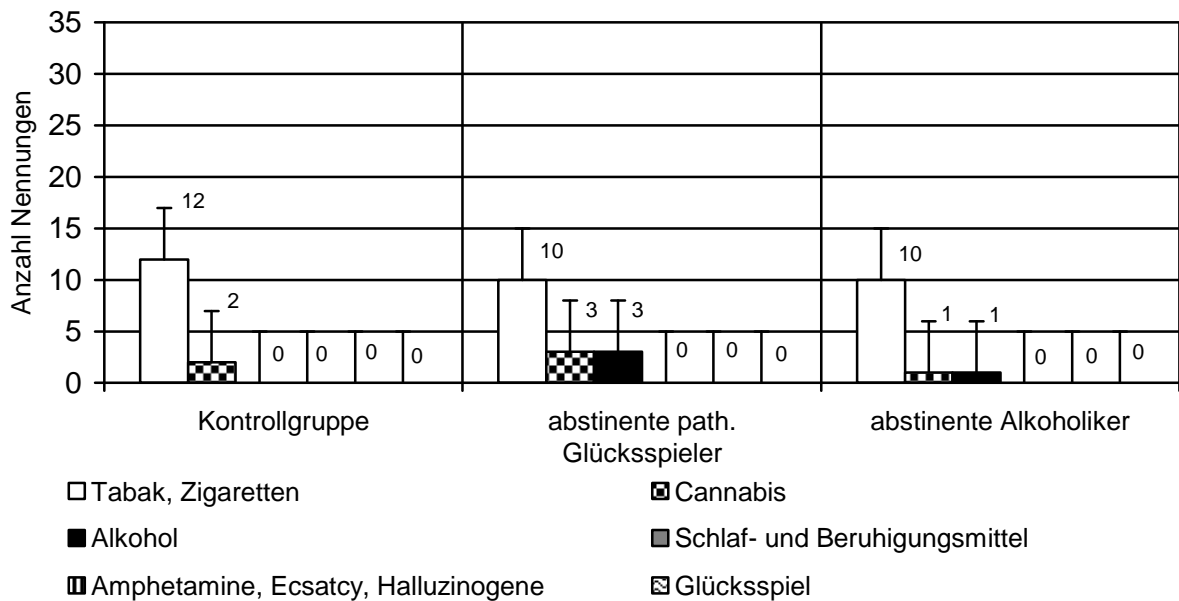 35
30
25
20
15
10
5
0
Anzahl Nennungen
12
2
0
0
0
0
10
3
3
0
0
0
10
1
1
0
0
0
Kontrollgruppe
abstinente path.
Glücksspieler
abstinente Alkoholiker
Tabak, Zigaretten
Cannabis
Alkohol
Schlaf- und Beruhigungsmittel
Amphetamine, Ecsatcy, Halluzinogene
Glücksspiel